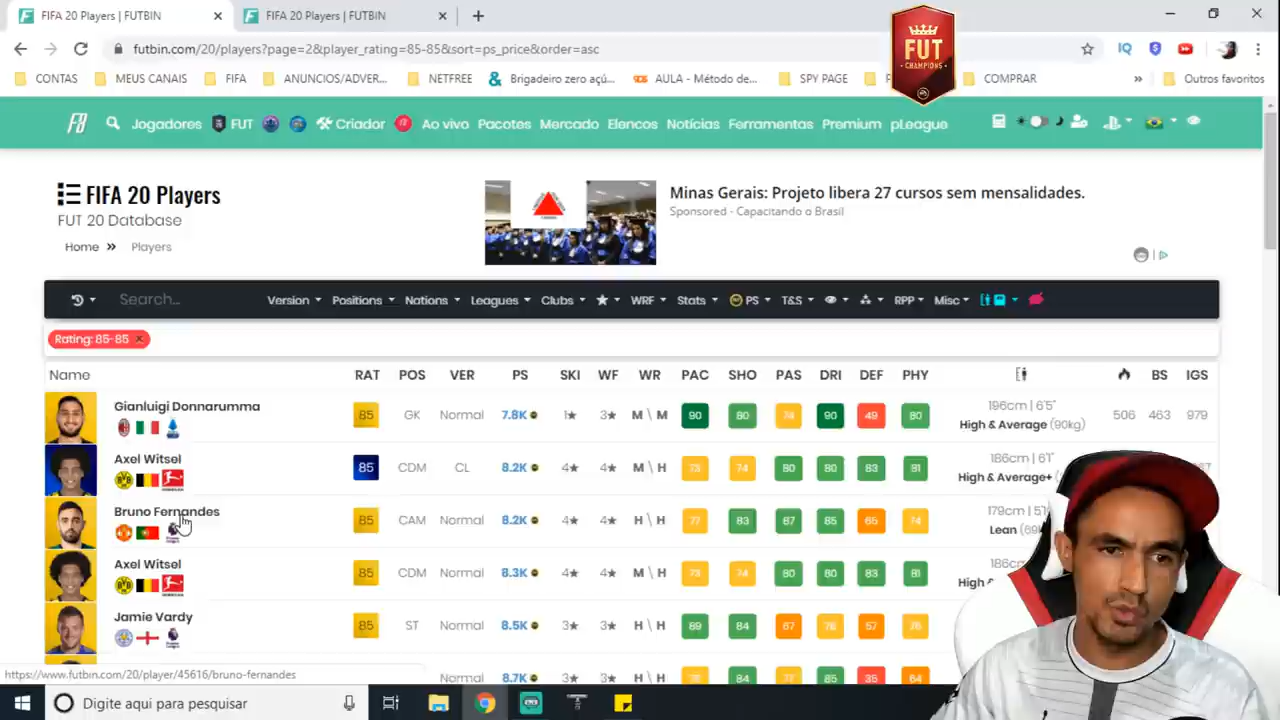 FIFA 20 Players | FUTBIN
FIFA 20 Players | FUTBIN
futbin.com/20/players?page=2&player_rating=85-85&sort=ps_price&order=asc
FUT
CHAMPIONS
CONTAS
MEUS CANAIS
FIFA
ANUNCIOS/ADVER...
NETFREE
Brigadeiro zero açú...
AULA - Método de...
SPY PAGE
COMPRAR
Outros favoritos
Jogadores
FUT
Criador
Ao vivo
Pacotes
Mercado
Elencos
Notícias
Ferramentas
Premium
pLeague
FIFA 20 Players
FUT 20 Database
Home » Players
Minas Gerais: Projeto libera 27 cursos sem mensalidades.
Sponsored - Capacitando o Brasil
Search... Version Positions Nations Leagues Clubs WRF Stats PS T&S RPP Misc
Rating: 85-85 ×
Name RAT POS VER PS SKI WF WR PAC SHO PAS DRI DEF PHY BS IGS
Gianluigi Donnarumma 85 GK Normal 7.8K 1★ 3★ M \ M 90 80 74 90 49 80 196cm | 6'5" High & Average (90kg) 506 463 979
Axel Witsel 85 CDM CL 8.2K 4★ 4★ M \ H 73 74 80 80 83 81 186cm | 6'1" High & Average+
Bruno Fernandes 85 CAM Normal 8.2K 4★ 4★ H \ H 77 83 87 85 65 74 179cm | Lean
Axel Witsel 85 CDM Normal 8.3K 4★ 4★ M \ H 73 74 80 80 83 81 186cm
Jamie Vardy 85 ST Normal 8.5K 3★ 3★ H \ H 89 84 67 76 57 76
8.7K 84 77 85 35 64
https://www.futbin.com/20/player/45616/bruno-fernandes
Digite aqui para pesquisar